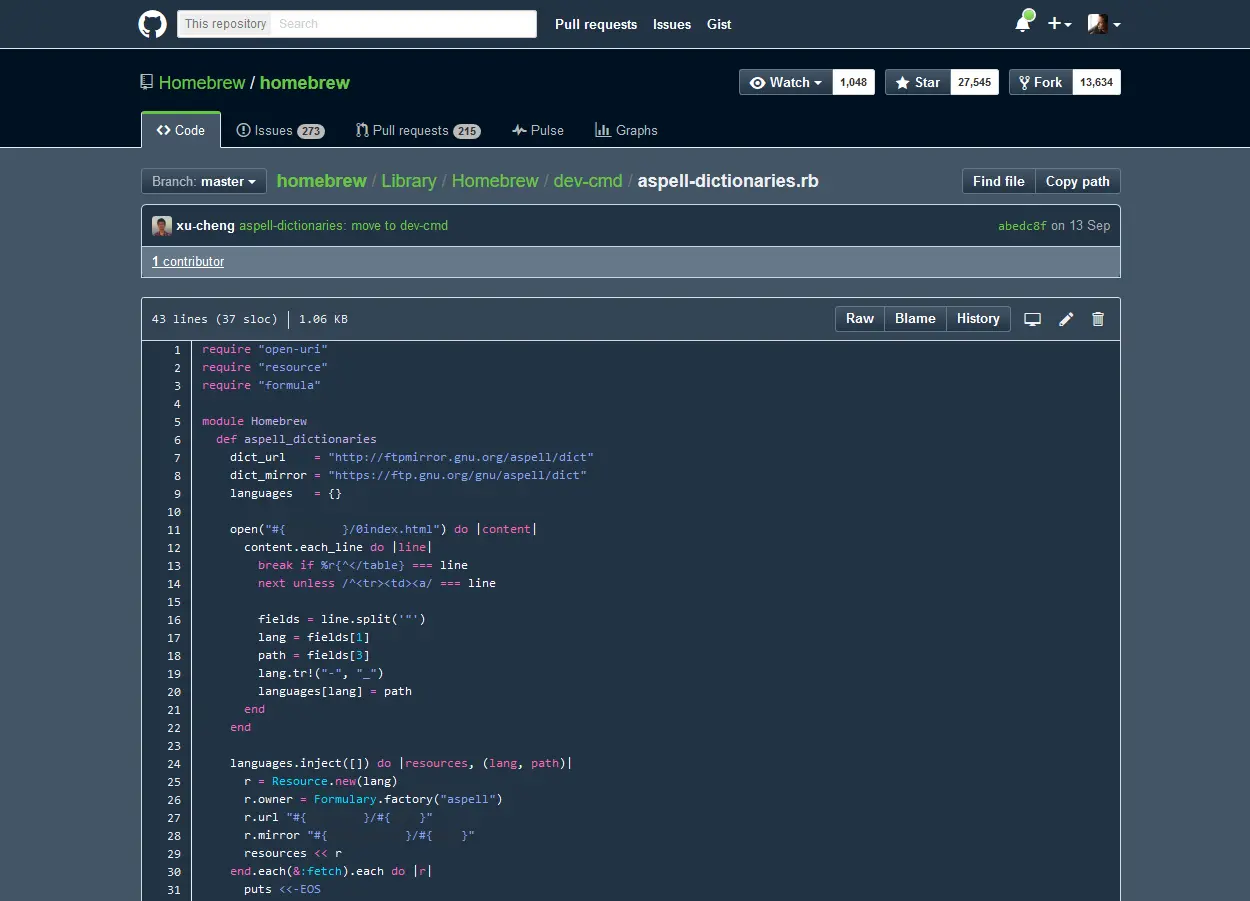 This repository Search Pull requests Issues Gist
Homebrew / homebrew Watch 1,048 Star 27,545 Fork 13,634
Code Issues 273 Pull requests 215 Pulse Graphs
Branch: master homebrew / Library / Homebrew / dev-cmd / aspell-dictionaries.rb Find file Copy path
xu-cheng aspell-dictionaries: move to dev-cmd abedc8f on 13 Sep
1 contributor
43 lines (37 sloc) 1.06 KB Raw Blame History
1 require "open-uri"
2 require "resource"
3 require "formula"
4
5 module Homebrew
6 def aspell_dictionaries
7 dict_url = "http://ftpmirror.gnu.org/aspell/dict"
8 dict_mirror = "https://ftp.gnu.org/gnu/aspell/dict"
9 languages = {}
10
11 open("#{ }/0index.html") do |content|
12 content.each_line do |line|
13 break if %r{^</table} === line
14 next unless /^<tr><td><a/ === line
15
16 fields = line.split('"')
17 lang = fields[1]
18 path = fields[3]
19 lang.tr!("-", "_")
20 languages[lang] = path
21 end
22 end
23
24 languages.inject([]) do |resources, (lang, path)|
25 r = Resource.new(lang)
26 r.owner = Formulary.factory("aspell")
27 r.url "#{ }/#{ }"
28 r.mirror "#{ }/#{ }"
29 resources << r
30 end.each(&:fetch).each do |r|
31 puts <<-EOS